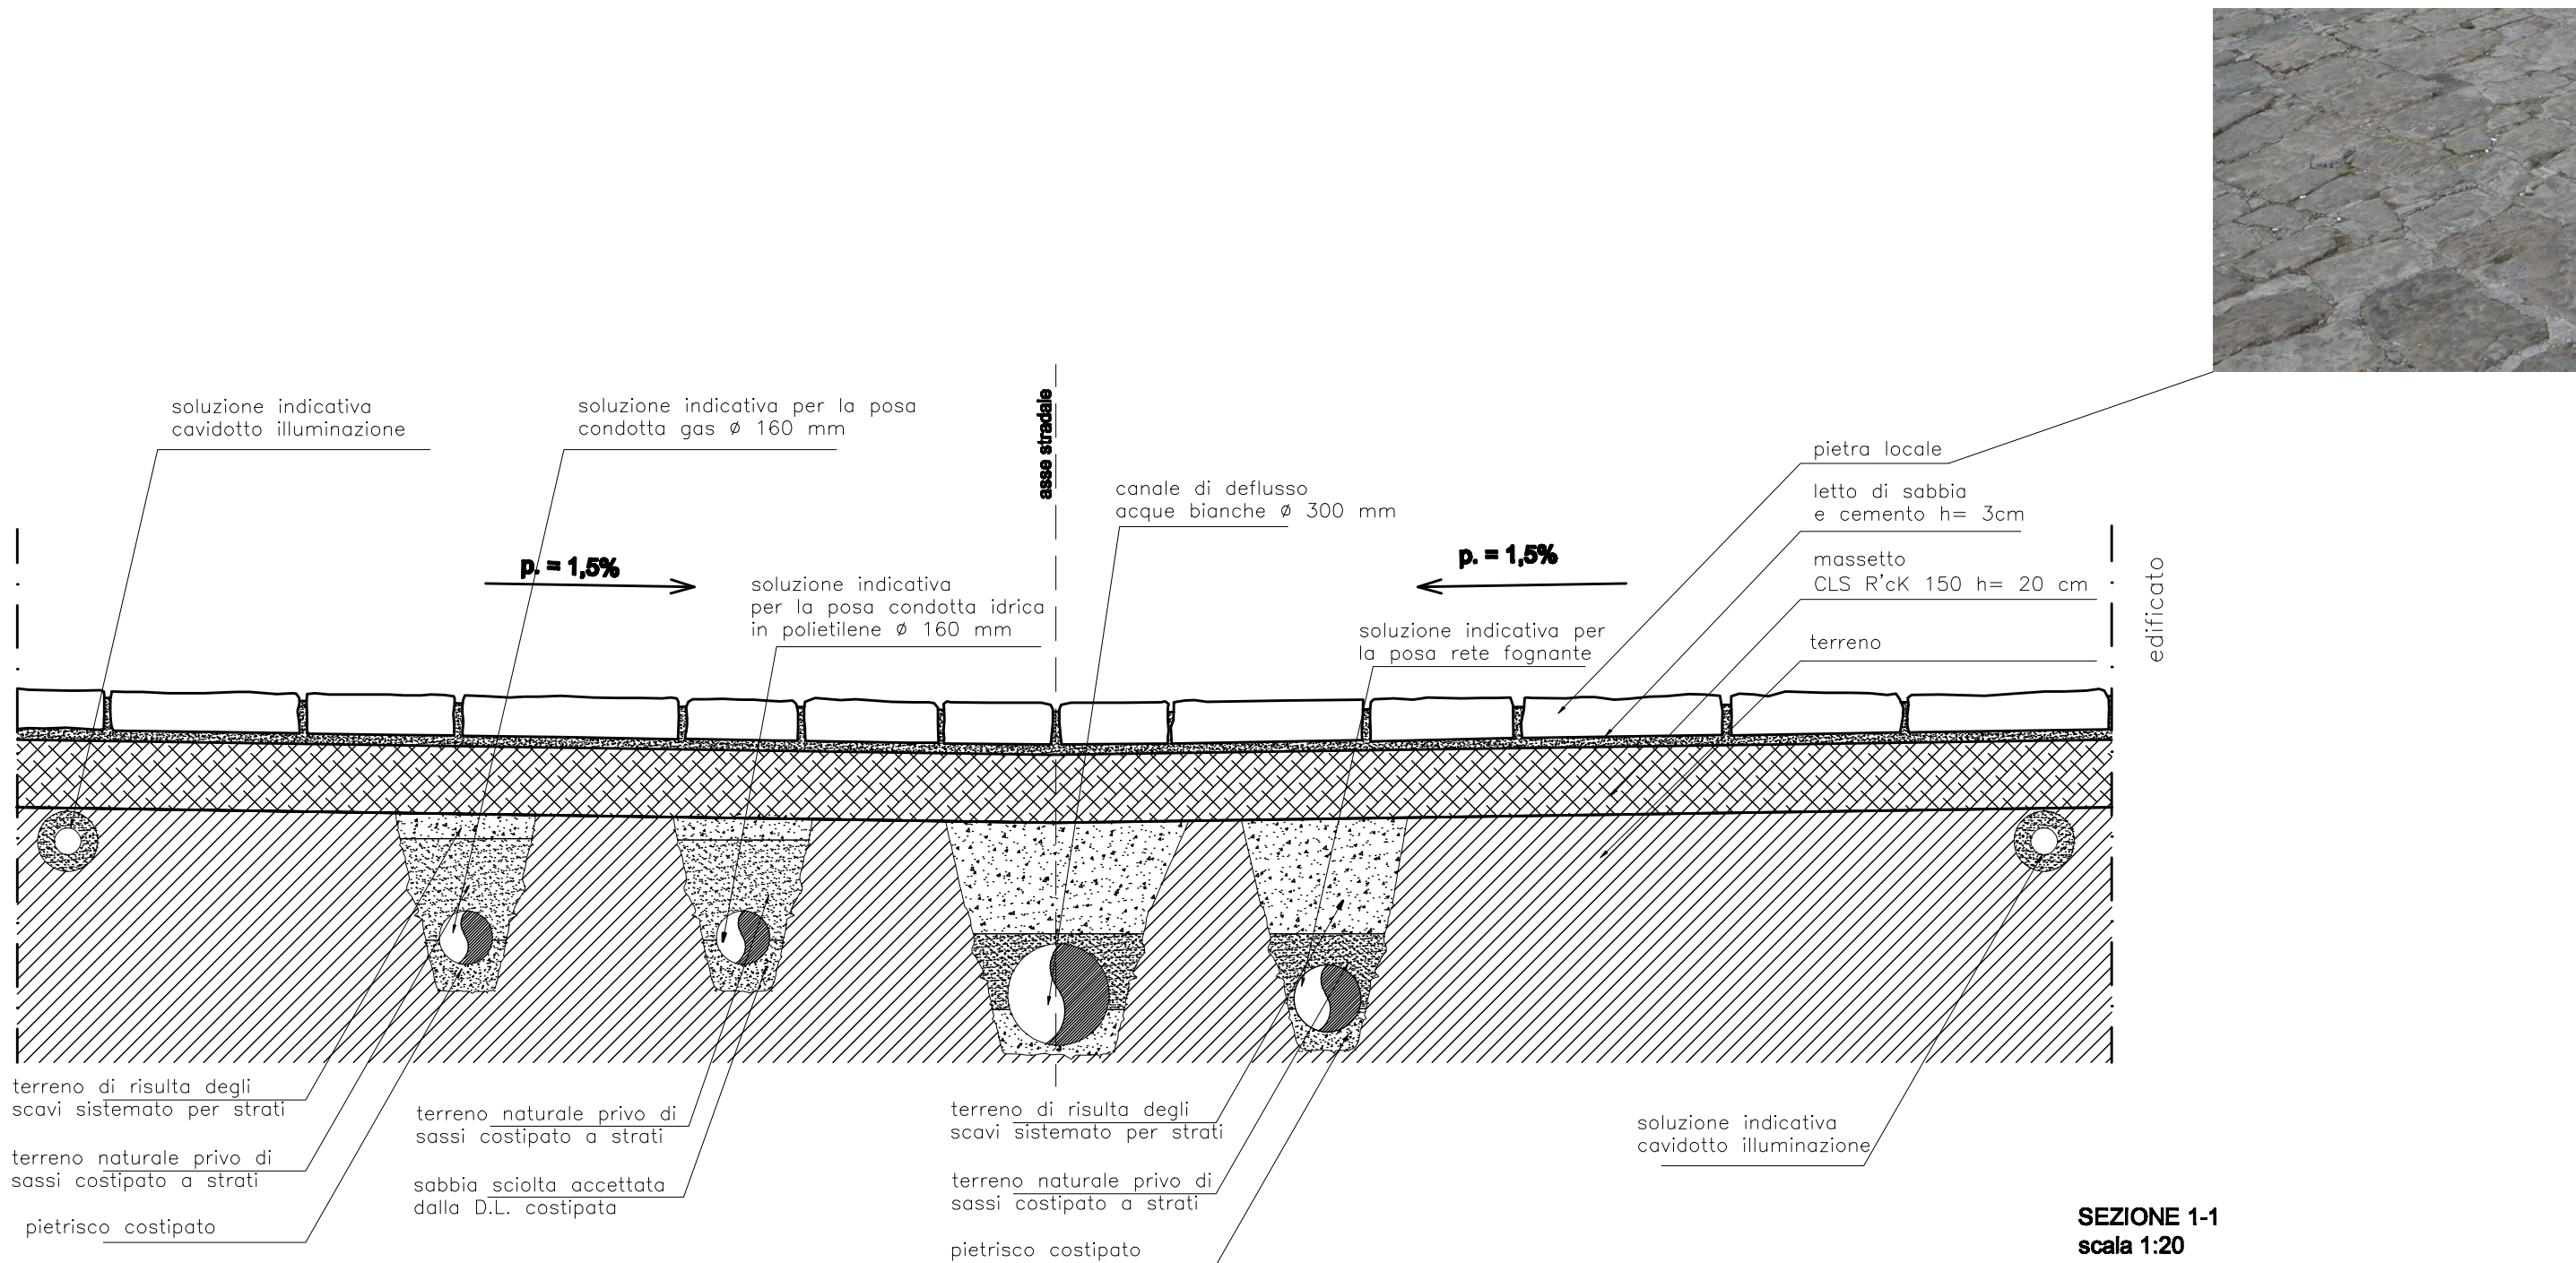 soluzione indicativa
cavidotto illuminazione
soluzione indicativa per la posa
condotta gas ø 160 mm
asse stradale
canale di deflusso
acque bianche ø 300 mm
pietra locale
letto di sabbia
e cemento h= 3cm
massetto
CLS R'cK 150 h= 20 cm
terreno
edificato
p. = 1,5%
p. = 1,5%
soluzione indicativa
per la posa condotta idrica
in polietilene ø 160 mm
soluzione indicativa per
la posa rete fognante
terreno di risulta degli
scavi sistemato per strati
terreno naturale privo di
sassi costipato a strati
pietrisco costipato
terreno naturale privo di
sassi costipato a strati
sabbia sciolta accettata
dalla D.L. costipata
terreno di risulta degli
scavi sistemato per strati
terreno naturale privo di
sassi costipato a strati
pietrisco costipato
soluzione indicativa
cavidotto illuminazione
SEZIONE 1-1
scala 1:20